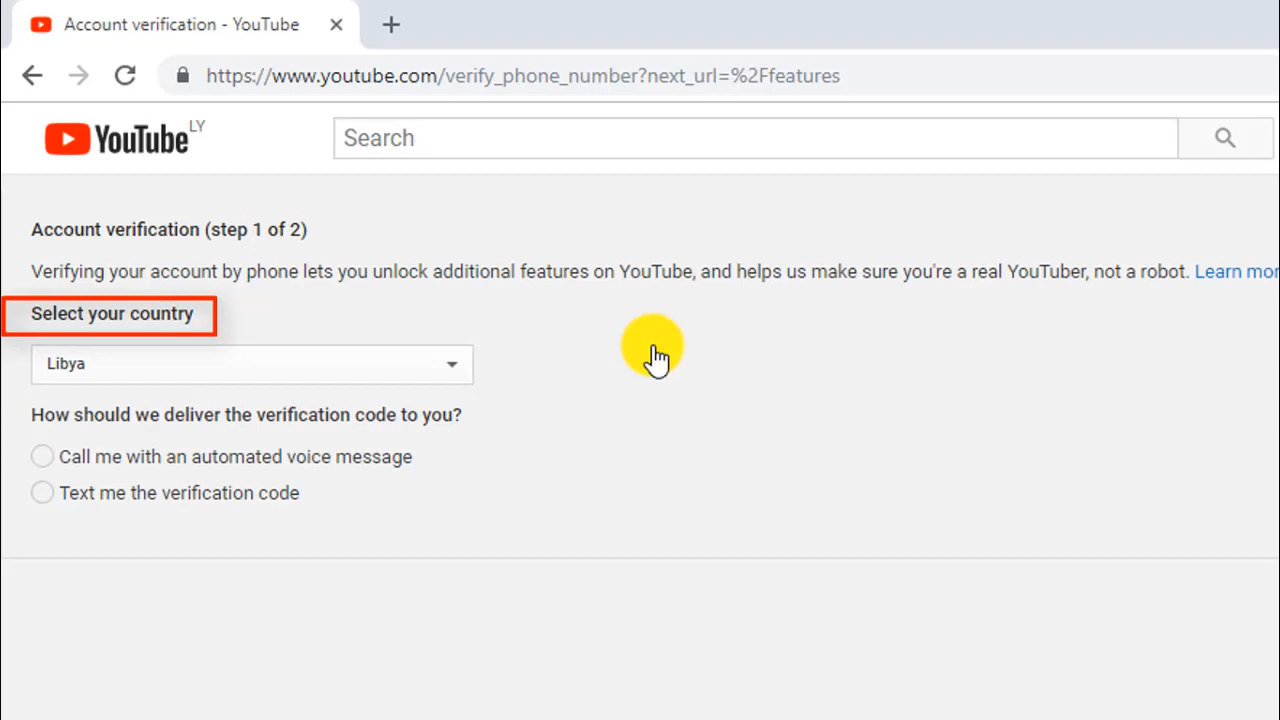 Account verification - YouTube
https://www.youtube.com/verify_phone_number?next_url=%2Ffeatures
YouTube LY
Search
Account verification (step 1 of 2)
Verifying your account by phone lets you unlock additional features on YouTube, and helps us make sure you're a real YouTuber, not a robot. Learn mor
Select your country
Libya
How should we deliver the verification code to you?
Call me with an automated voice message
Text me the verification code